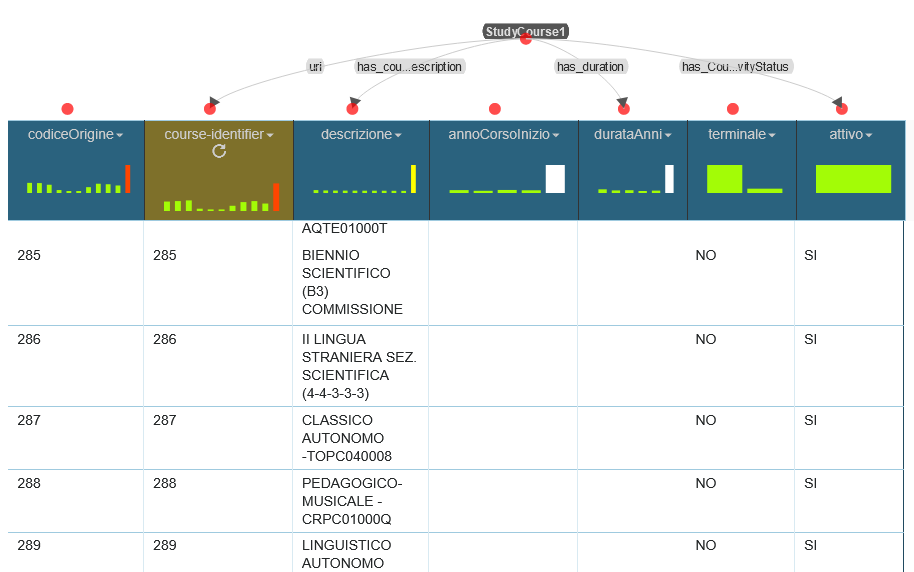 StudyCourse1
uri
has_cou...escription
has_duration
has_Cou...vityStatus
codiceOrigine
course-identifier
descrizione
annoCorsoInizio
durataAnni
terminale
attivo
AQTE01000T
285
285
BIENNIO
SCIENTIFICO
(B3)
COMMISSIONE
NO
SI
286
286
II LINGUA
STRANIERA SEZ.
SCIENTIFICA
(4-4-3-3-3)
NO
SI
287
287
CLASSICO
AUTONOMO
-TOPC040008
NO
SI
288
288
PEDAGOGICO-
MUSICALE -
CRPC01000Q
NO
SI
289
289
LINGUISTICO
AUTONOMO
NO
SI